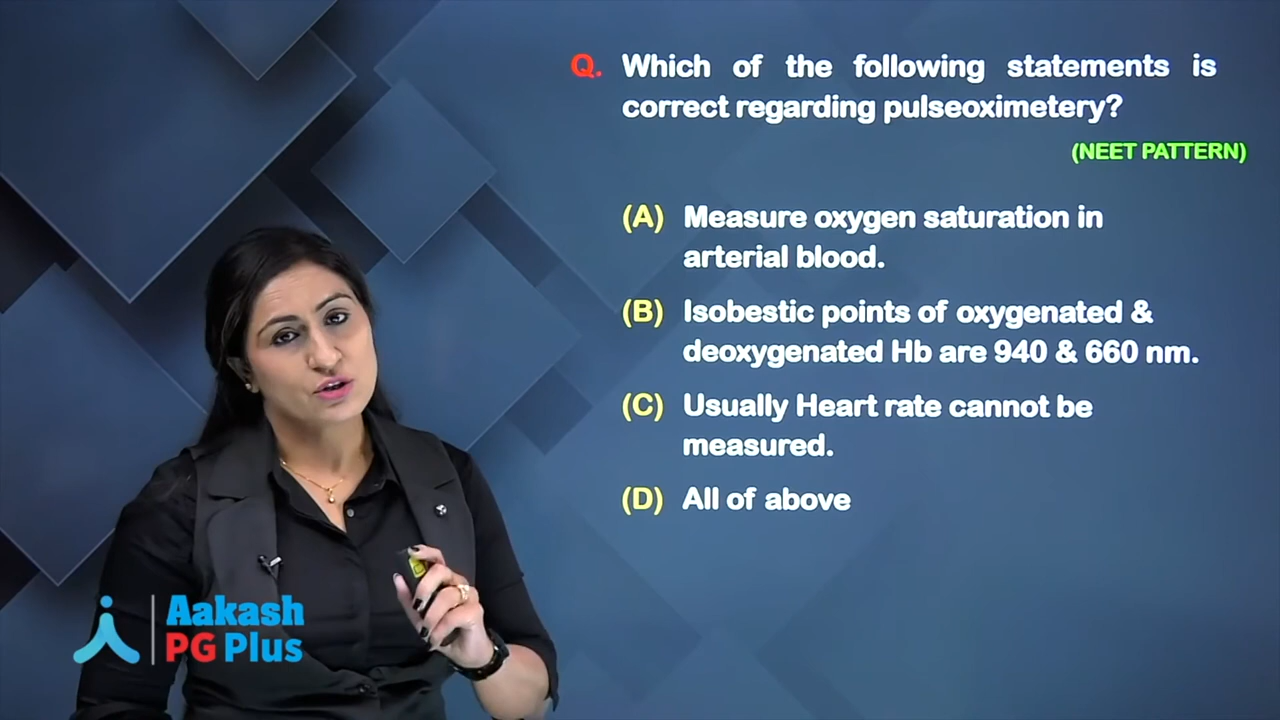 Q. Which of the following statements is
correct regarding pulseoximetery?
(NEET PATTERN)
(A) Measure oxygen saturation in
arterial blood.
(B) Isobestic points of oxygenated &
deoxygenated Hb are 940 & 660 nm.
(C) Usually Heart rate cannot be
measured.
(D) All of above
Aakash
PG Plus